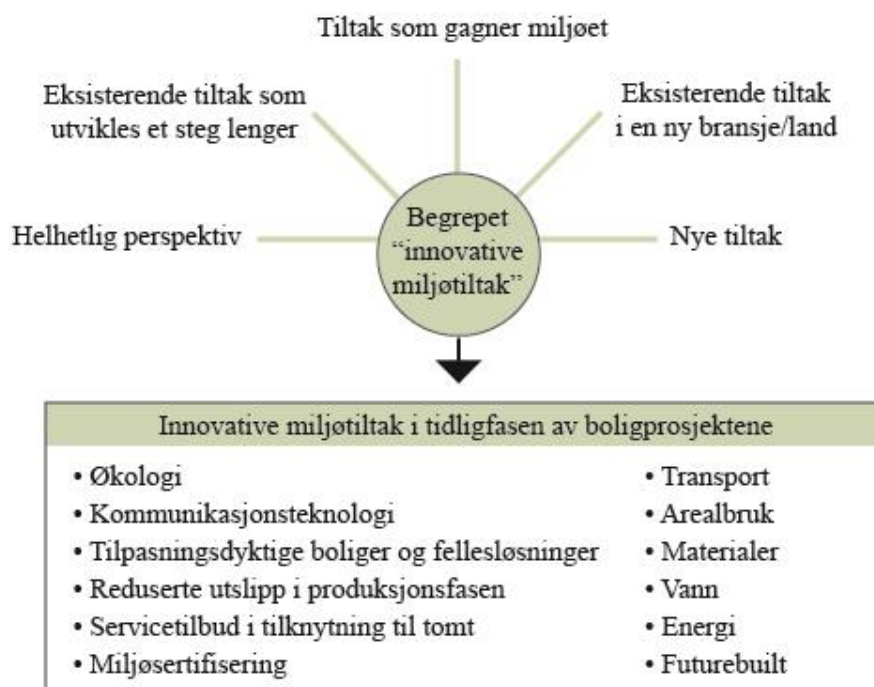 Tiltak som gagner miljøet
Eksisterende tiltak som
utvikles et steg lenger
Eksisterende tiltak
i en ny bransje/land
Helhetlig perspektiv
Begrepet
“innovative
miljøtiltak”
Nye tiltak
Innovative miljøtiltak i tidligfasen av boligprosjektene
• Økologi
• Kommunikasjonsteknologi
• Tilpasningsdyktige boliger og fellesløsninger
• Reduserte utslipp i produksjonsfasen
• Servicetilbud i tilknytning til tomt
• Miljøsertifisering
• Transport
• Arealbruk
• Materialer
• Vann
• Energi
• Futurebuilt